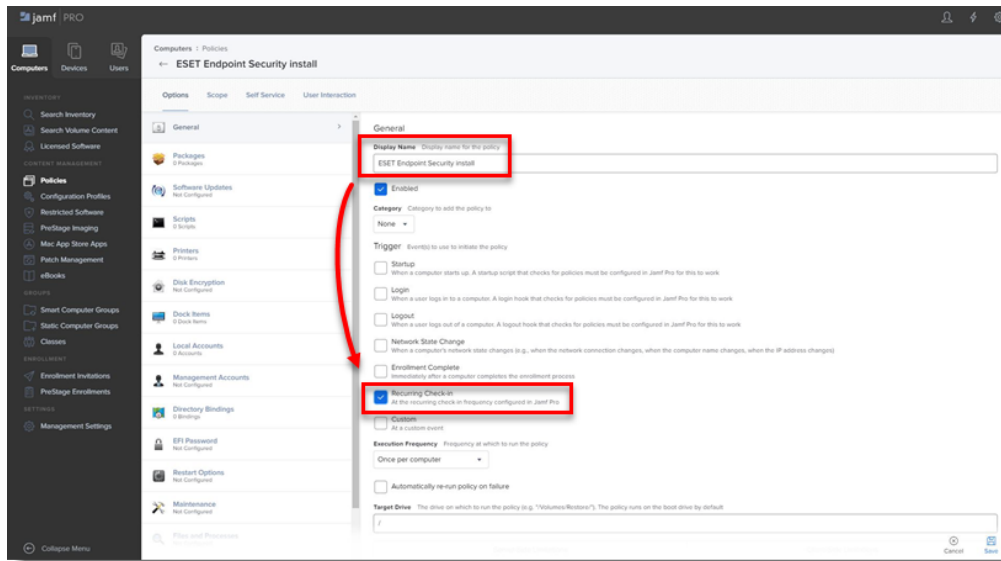 jamf PRO
Computers
Devices
Users
INVENTORY
Search Inventory
Search Volume Content
Licensed Software
CONTENT MANAGEMENT
Policies
Configuration Profiles
Restricted Software
PreStage Imaging
Mac App Store Apps
Patch Management
eBooks
GROUPS
Smart Computer Groups
Static Computer Groups
Classes
ENROLLMENT
Enrollment Invitations
PreStage Enrollments
SETTINGS
Management Settings
Collapse Menu
Computers : Policies
← ESET Endpoint Security install
Options Scope Self Service User Interaction
General
Packages
0 Packages
Software Updates
Not Configured
Scripts
0 Scripts
Printers
0 Printers
Disk Encryption
Not Configured
Dock Items
0 Dock Items
Local Accounts
0 Accounts
Management Accounts
Not Configured
Directory Bindings
0 Bindings
EFI Password
Not Configured
Restart Options
Not Configured
Maintenance
Not Configured
Files and Processes
General
Display Name Display name for the policy
ESET Endpoint Security install
Enabled
Category Category to add the policy to
None
Trigger Event(s) to use to initiate the policy
Startup
When a computer starts up. A startup script that checks for policies must be configured in Jamf Pro for this to work
Login
When a user logs in to a computer. A login hook that checks for policies must be configured in Jamf Pro for this to work
Logout
When a user logs out of a computer. A logout hook that checks for policies must be configured in Jamf Pro for this to work
Network State Change
When a computer's network state changes (e.g., when the network connection changes, when the computer name changes, when the IP address changes)
Enrollment Complete
Immediately after a computer completes the enrollment process
Recurring Check-in
At the recurring check-in frequency configured in Jamf Pro
Custom
At a custom event
Execution Frequency Frequency at which to run the policy
Once per computer
Automatically re-run policy on failure
Target Drive The drive on which to run the policy (e.g. "/Volumes/Restore/"). The policy runs on the boot drive by default
/
Cancel
Save